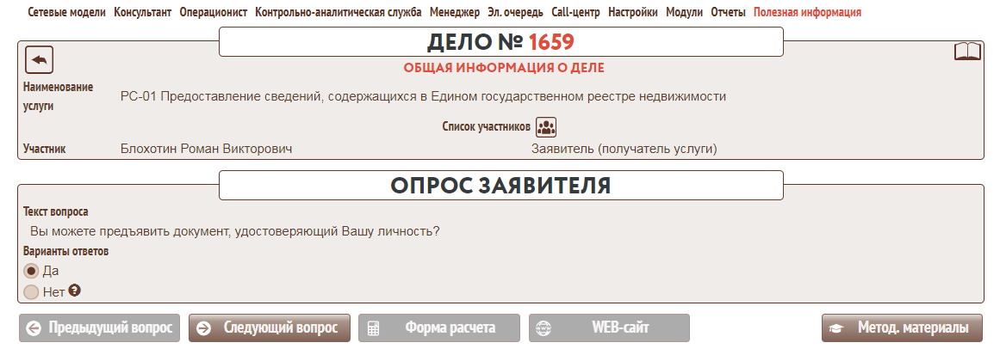 Сетевые модели Консультант Операционист Контрольно-аналитическая служба Менеджер Эл. очередь Call-центр Настройки Модули Отчеты Полезная информация
ДЕЛО № 1659
ОБЩАЯ ИНФОРМАЦИЯ О ДЕЛЕ
Наименование
услуги
РС-01 Предоставление сведений, содержащихся в Едином государственном реестре недвижимости
Список участников
Участник Блохотин Роман Викторович Заявитель (получатель услуги)
ОПРОС ЗАЯВИТЕЛЯ
Текст вопроса
Вы можете предъявить документ, удостоверяющий Вашу личность?
Варианты ответов
Да
Нет ?
Предыдущий вопрос Следующий вопрос Форма расчета WEB-сайт Метод. материалы